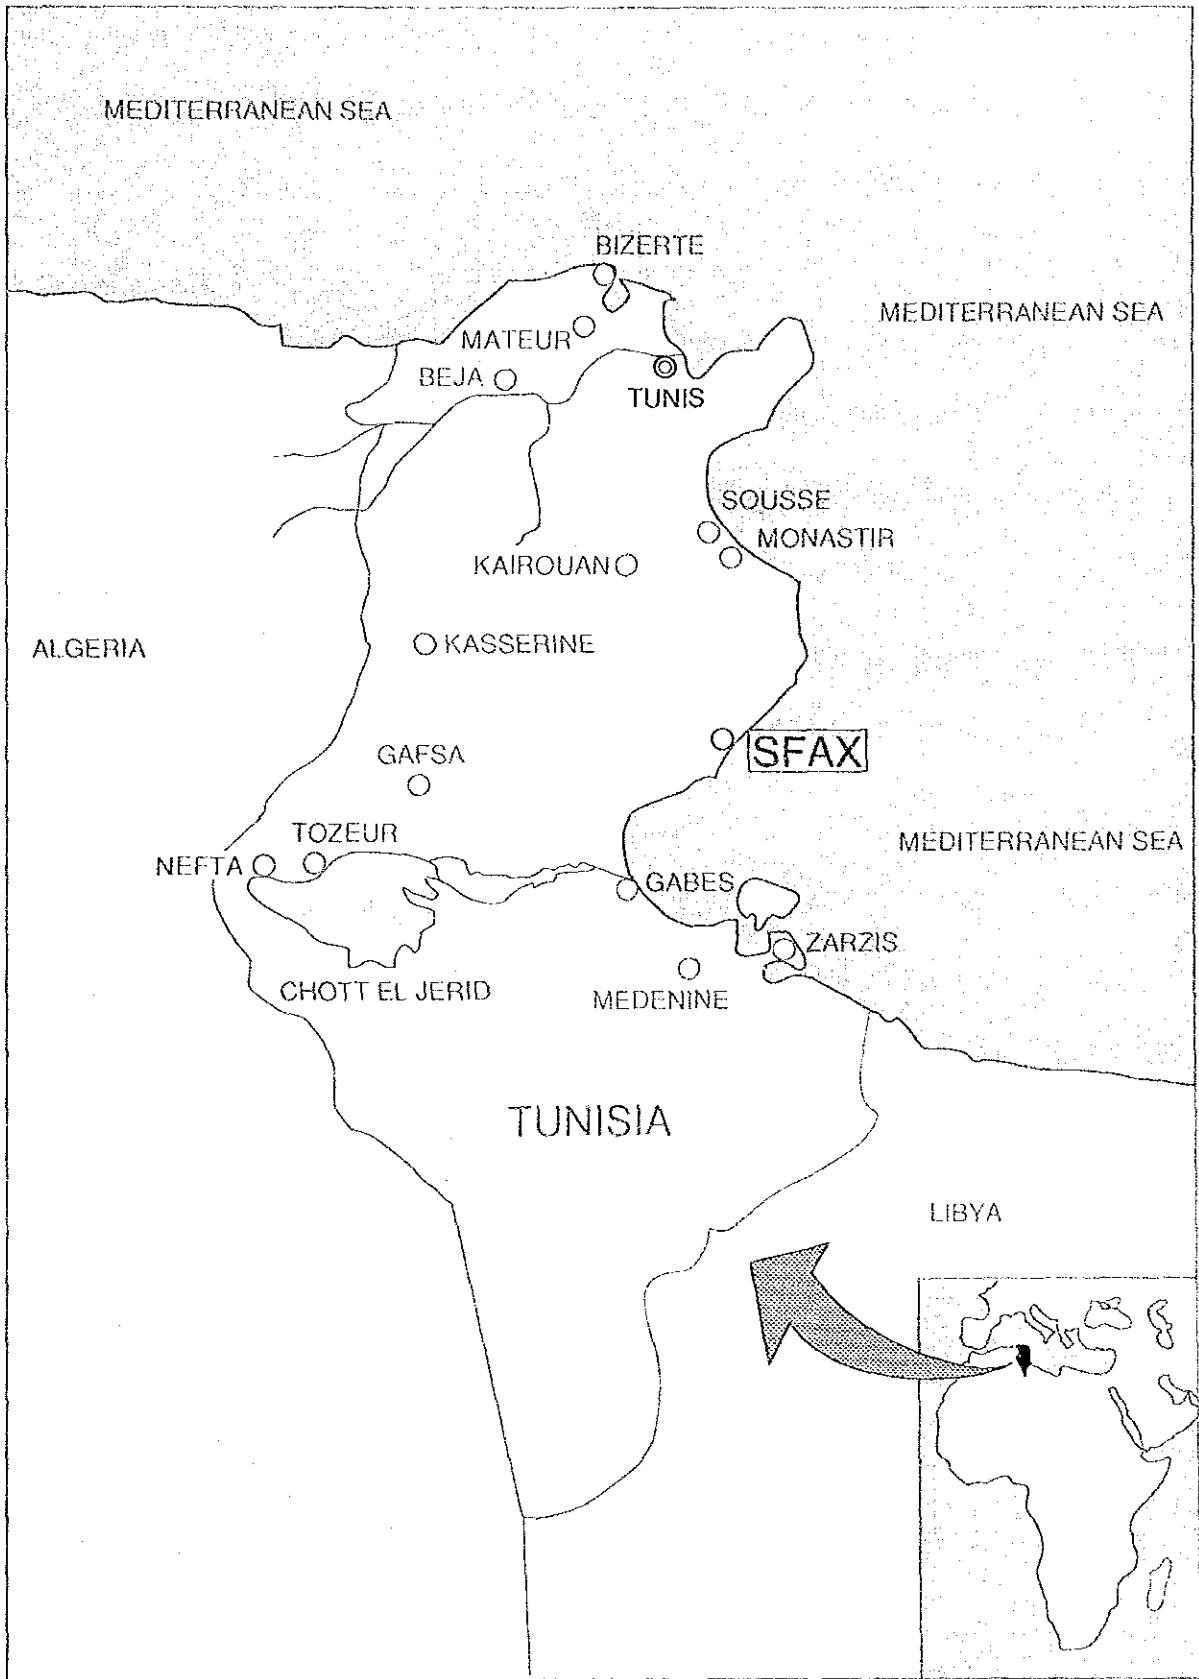 MEDITERRANEAN SEA
BIZERTE
MEDITERRANEAN SEA
MATEUR
BEJA
TUNIS
SOUSSE
MONASTIR
KAIROUAN
ALGERIA
KASSERINE
SFAX
GAFSA
TOZEUR
MEDITERRANEAN SEA
NEFTA
GABES
ZARZIS
CHOTT EL JERID
MEDENINE
TUNISIA
LIBYA